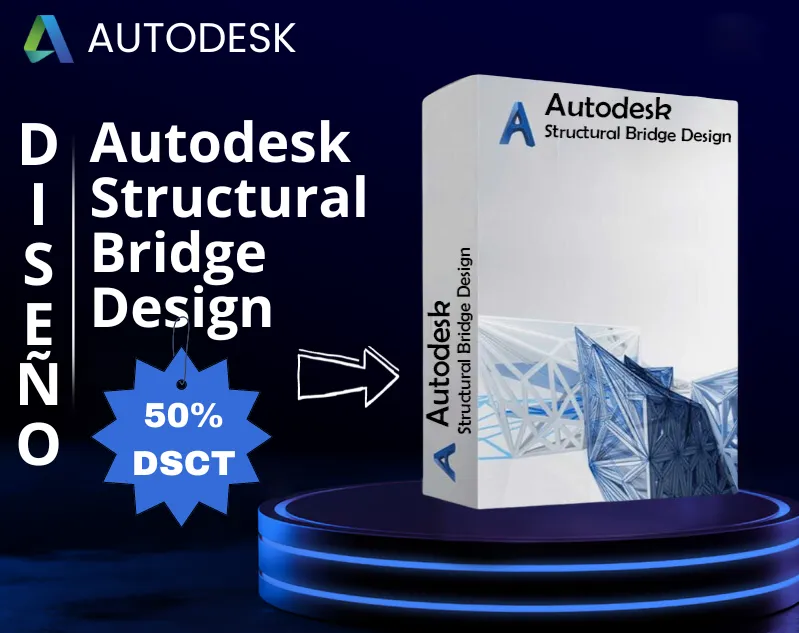 AUTODESK
DISEÑO
Autodesk
Structural
Bridge
Design
50%
DSCT
Autodesk
Structural Bridge Design
Autodesk
Structural Bridge Design